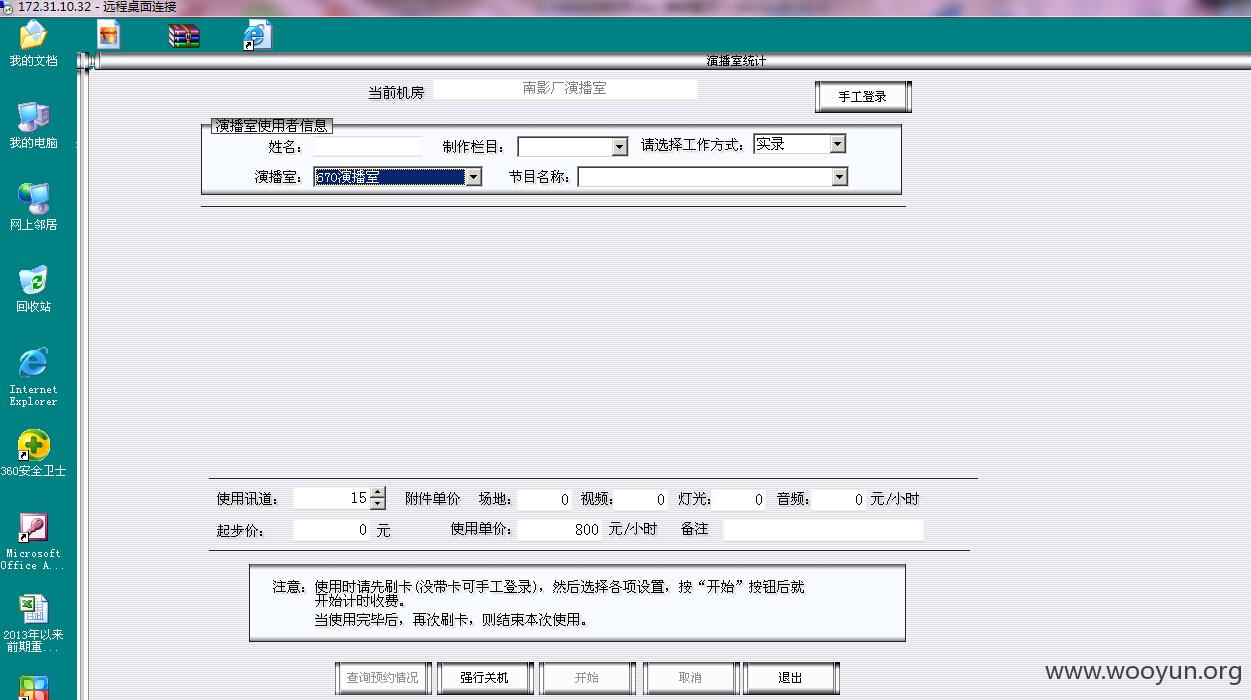 172.31.10.32 - 远程桌面连接
我的文档
演播室统计
当前机房 南影厂演播室 手工登录
演播室使用者信息
我的电脑
姓名: 制作栏目: 请选择工作方式: 实录
演播室: 670演播室 节目名称:
网上邻居
回收站
Internet
Explorer
360安全卫士
使用讯道: 15 附件单价 场地: 0 视频: 0 灯光: 0 音频: 0 元/小时
起步价: 0 元 使用单价: 800 元/小时 备注
Microsoft
Office A...
注意: 使用时请先刷卡(没带卡可手工登录), 然后选择各项设置, 按“开始”按钮后就
开始计时收费。
当使用完毕后, 再次刷卡, 则结束本次使用。
2013年以来
前期重...
查询预约情况 强行关机 开始 取消 退出
www.wooyun.org